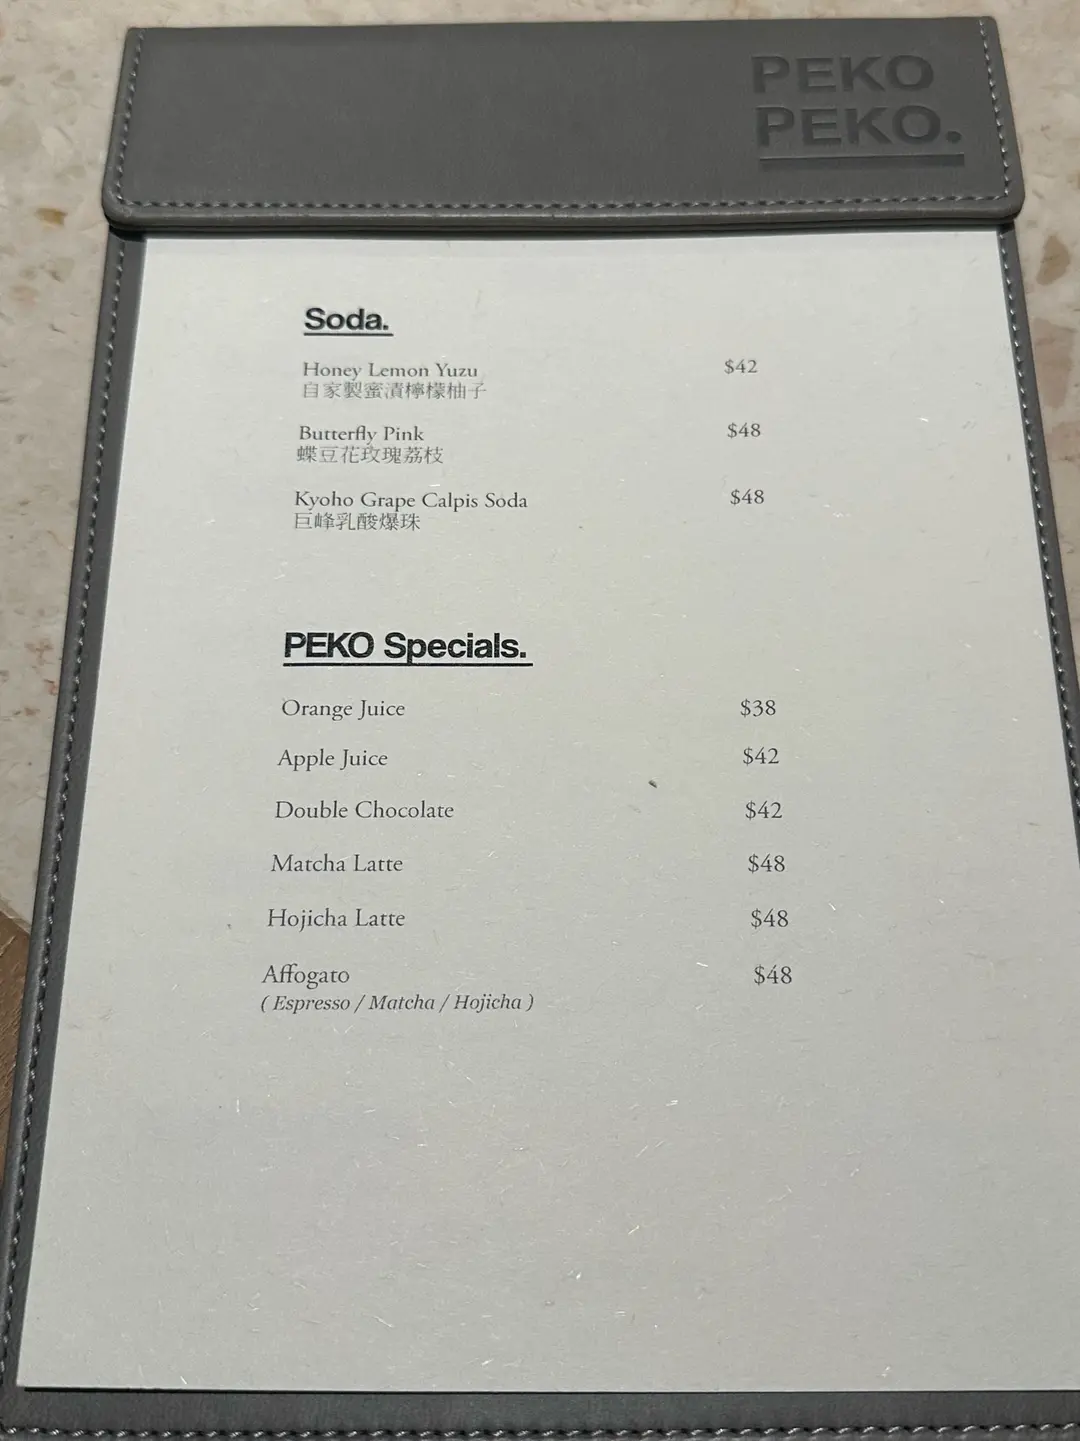 PEKO
PEKO.
Soda.
Honey Lemon Yuzu $42
自家製蜜漬檸檬柚子
Butterfly Pink $48
蝶豆花玫瑰荔枝
Kyoho Grape Calpis Soda $48
巨峰乳酸爆珠
PEKO Specials.
Orange Juice $38
Apple Juice $42
Double Chocolate $42
Matcha Latte $48
Hojicha Latte $48
Affogato $48
( Espresso / Matcha / Hojicha )